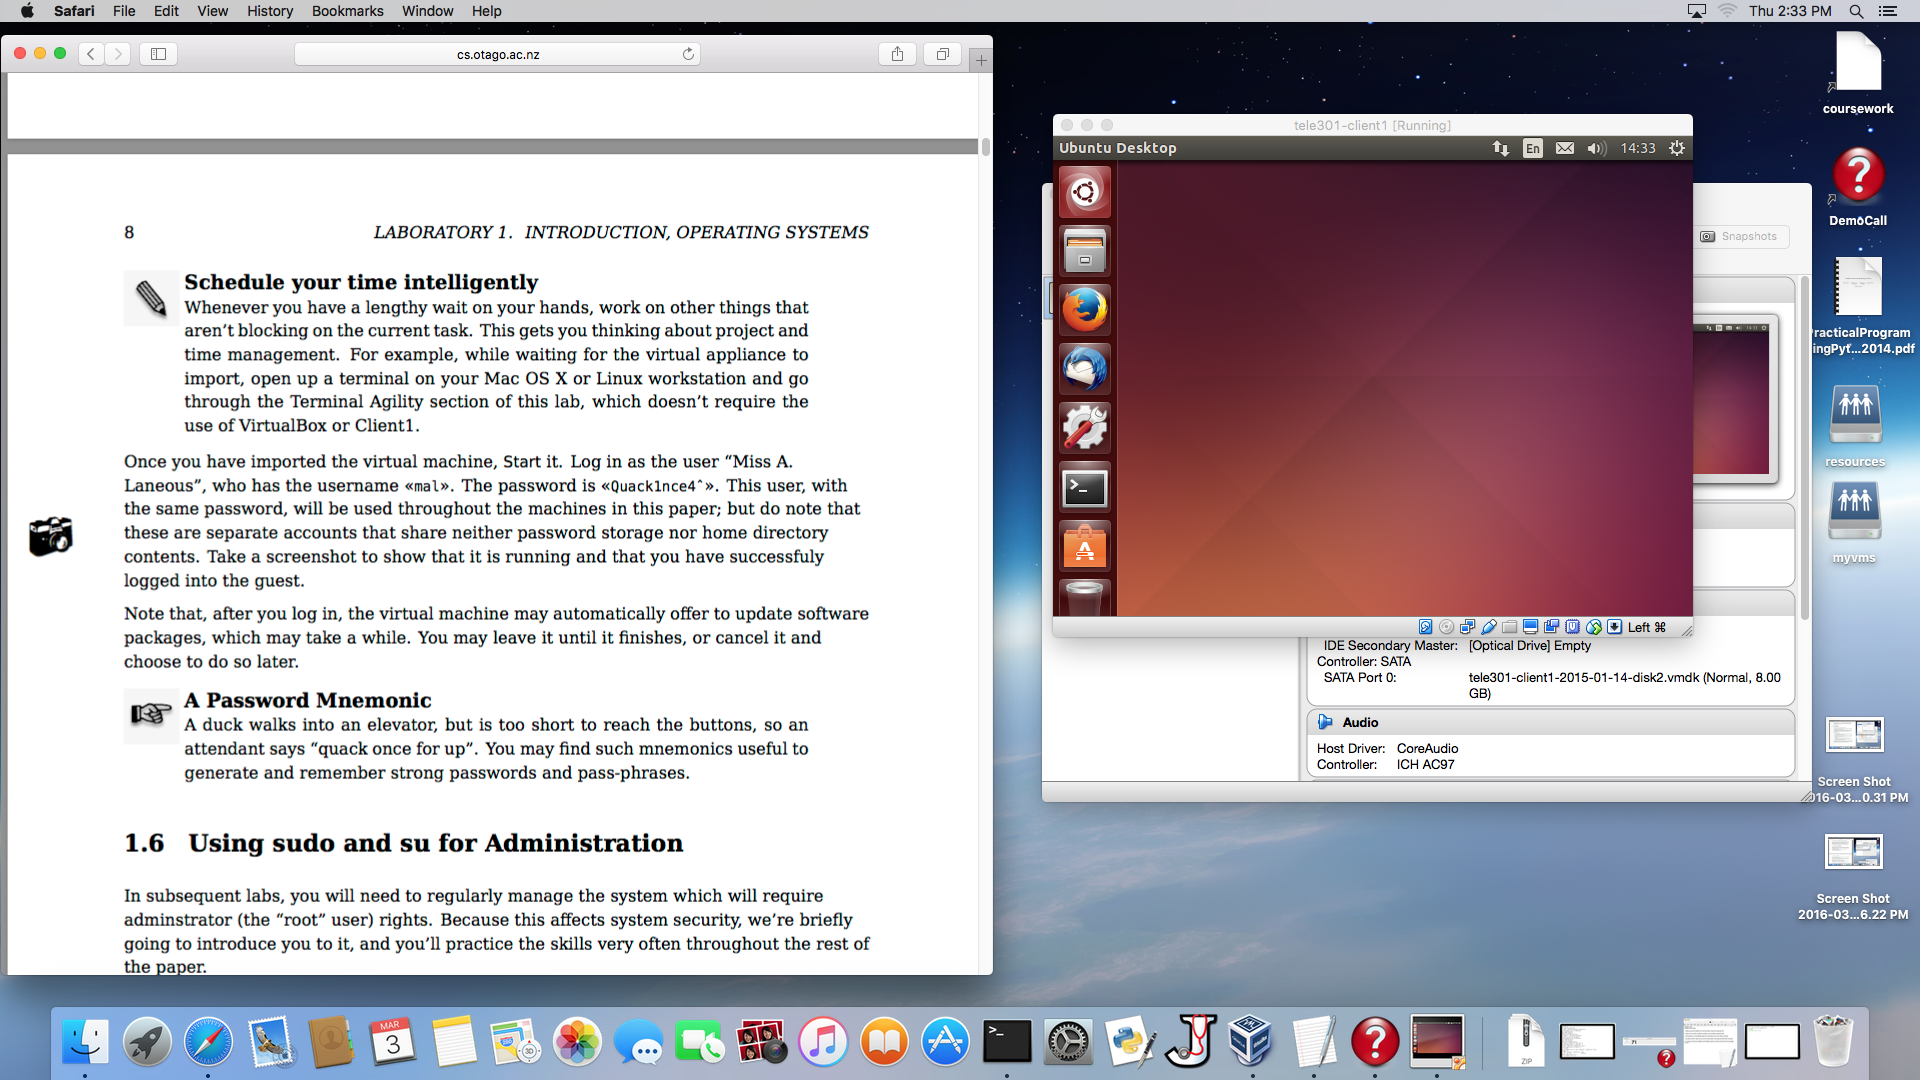 Safari File Edit View History Bookmarks Window Help
Thu 2:33 PM
cs.otago.ac.nz
8
LABORATORY 1. INTRODUCTION, OPERATING SYSTEMS
Schedule your time intelligently
Whenever you have a lengthy wait on your hands, work on other things that
aren’t blocking on the current task. This gets you thinking about project and
time management. For example, while waiting for the virtual appliance to
import, open up a terminal on your Mac OS X or Linux workstation and go
through the Terminal Agility section of this lab, which doesn’t require the
use of VirtualBox or Client1.
Once you have imported the virtual machine, Start it. Log in as the user “Miss A.
Laneous”, who has the username «mal». The password is «Quack1nce4^». This user, with
the same password, will be used throughout the machines in this paper; but do note that
these are separate accounts that share neither password storage nor home directory
contents. Take a screenshot to show that it is running and that you have successfuly
logged into the guest.
Note that, after you log in, the virtual machine may automatically offer to update software
packages, which may take a while. You may leave it until it finishes, or cancel it and
choose to do so later.
A Password Mnemonic
A duck walks into an elevator, but is too short to reach the buttons, so an
attendant says “quack once for up”. You may find such mnemonics useful to
generate and remember strong passwords and pass-phrases.
1.6 Using sudo and su for Administration
In subsequent labs, you will need to regularly manage the system which will require
adminstrator (the “root” user) rights. Because this affects system security, we’re briefly
going to introduce you to it, and you’ll practice the skills very often throughout the rest of
the paper.
tele301-client1 [Running]
Ubuntu Desktop
En
14:33
Left ⌘
Snapshots
IDE Secondary Master: [Optical Drive] Empty
Controller: SATA
SATA Port 0: tele301-client1-2015-01-14-disk2.vmdk (Normal, 8.00
GB)
Audio
Host Driver: CoreAudio
Controller: ICH AC97
coursework
DemoCall
racticalProgram
ingPyt...2014.pdf
resources
myvms
Screen Shot
2016-03...0.31 PM
Screen Shot
2016-03...6.22 PM
MAR
3
3D
ZIP